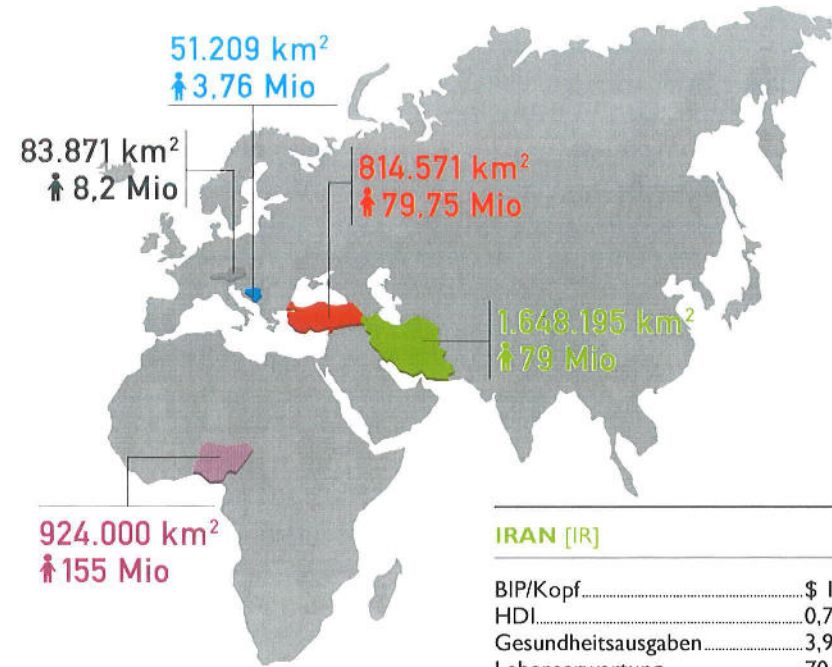 51.209 km²
3,76 Mio
83.871 km²
8,2 Mio
814.571 km²
79,75 Mio
1.648.195 km²
79 Mio
924.000 km²
155 Mio
IRAN [IR]
BIP/Kopf
HDI
Gesundheitsausgaben
Lebenserwartung